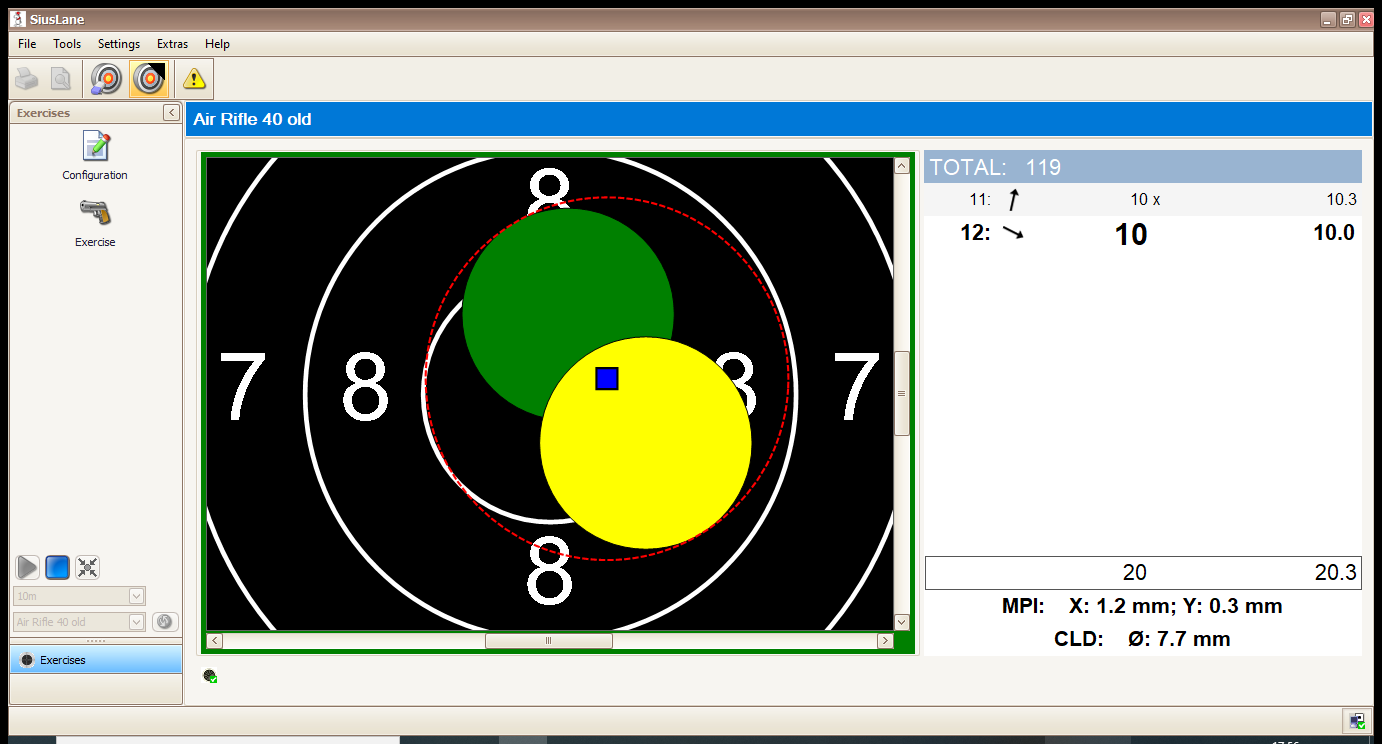 SiusLane
File Tools Settings Extras Help
Exercises
Air Rifle 40 old
Configuration
Exercise
8
7 8 8 7
8
TOTAL: 119
11: 10 x 10.3
12: 10 10.0
20 20.3
MPI: X: 1.2 mm; Y: 0.3 mm
CLD: Ø: 7.7 mm
10m
Air Rifle 40 old
Exercises